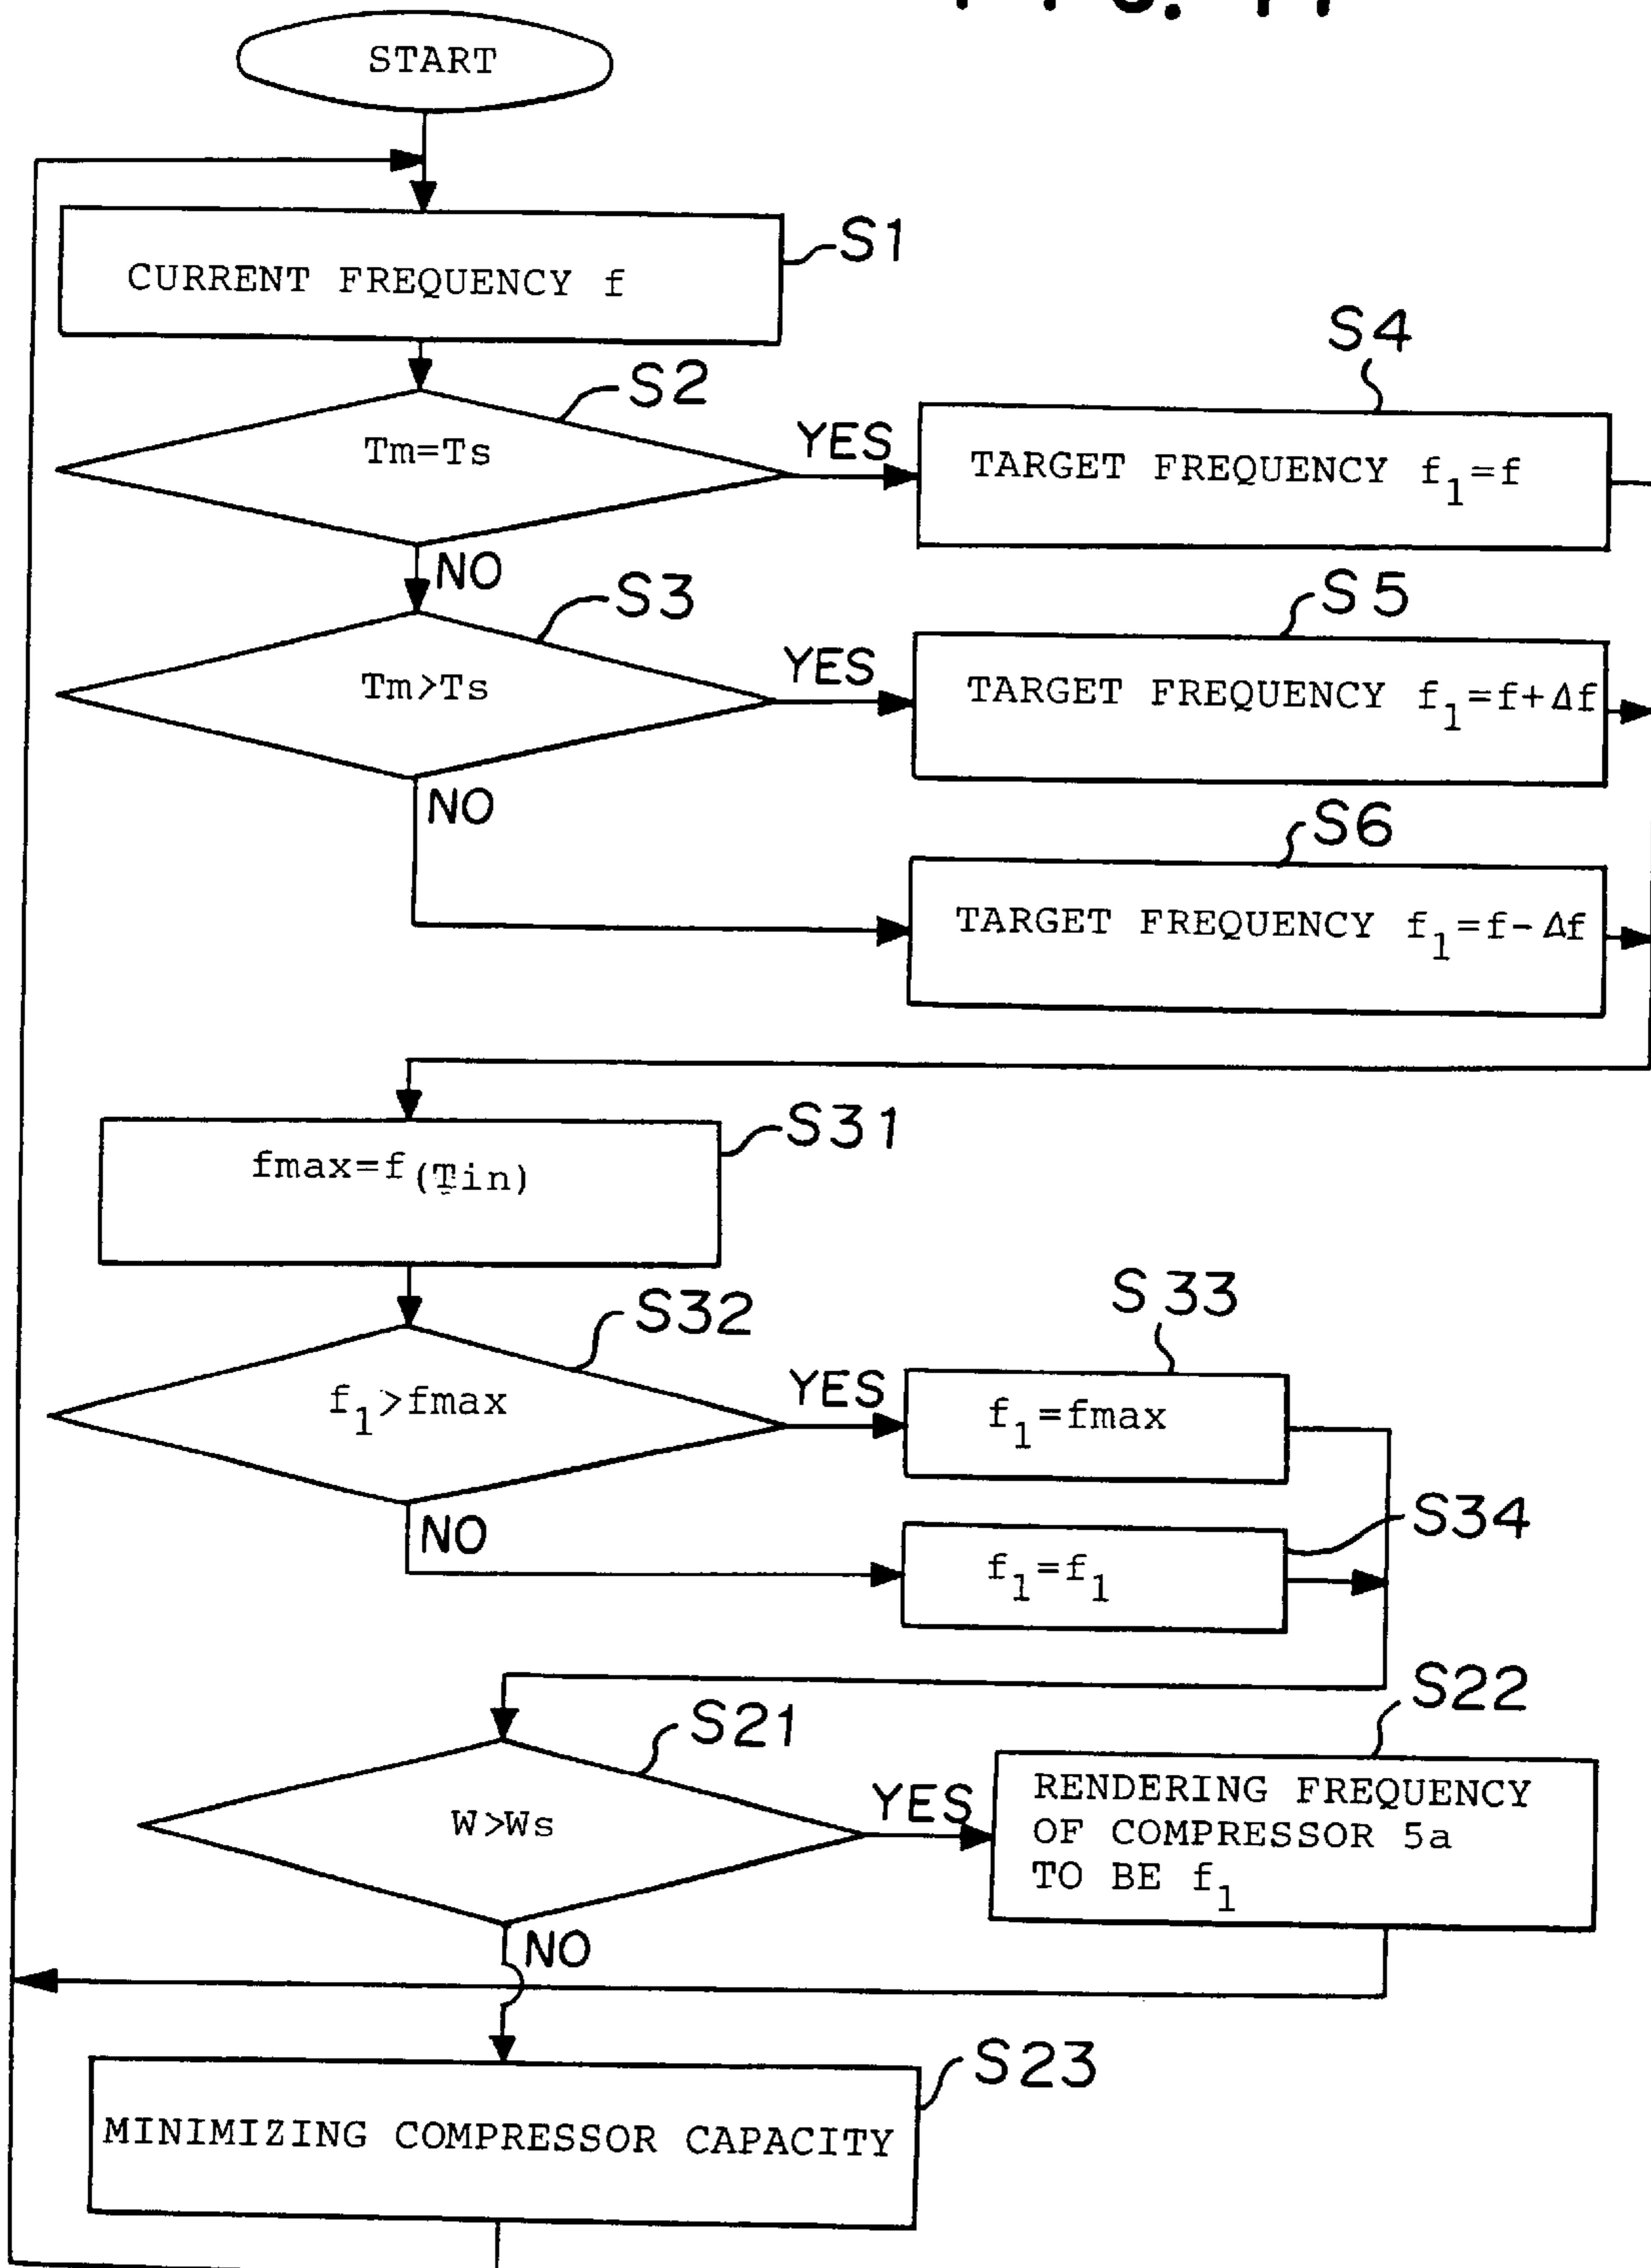 START
CURRENT FREQUENCY f
S1
S2
Tm=Ts
YES
S4
TARGET FREQUENCY f1=f
NO
S3
Tm>Ts
YES
S5
TARGET FREQUENCY f1=f+Δf
NO
S6
TARGET FREQUENCY f1=f-Δf
S31
fmax=f(Tin)
S32
f1>fmax
YES
S33
f1=fmax
NO
S34
f1=f1
S21
W>Ws
YES
S22
RENDERING FREQUENCY
OF COMPRESSOR 5a
TO BE f1
NO
S23
MINIMIZING COMPRESSOR CAPACITY